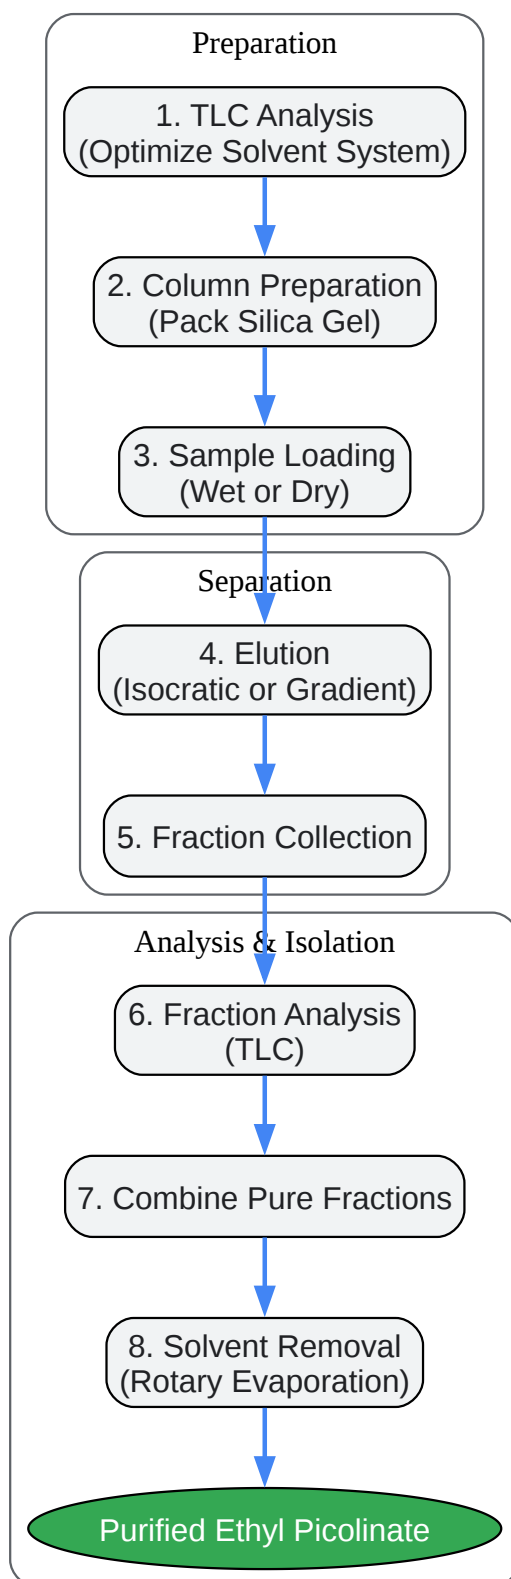 Preparation
1. TLC Analysis
(Optimize Solvent System)
2. Column Preparation
(Pack Silica Gel)
3. Sample Loading
(Wet or Dry)
Separation
4. Elution
(Isocratic or Gradient)
5. Fraction Collection
Analysis & Isolation
6. Fraction Analysis
(TLC)
7. Combine Pure Fractions
8. Solvent Removal
(Rotary Evaporation)
Purified Ethyl Picolinate